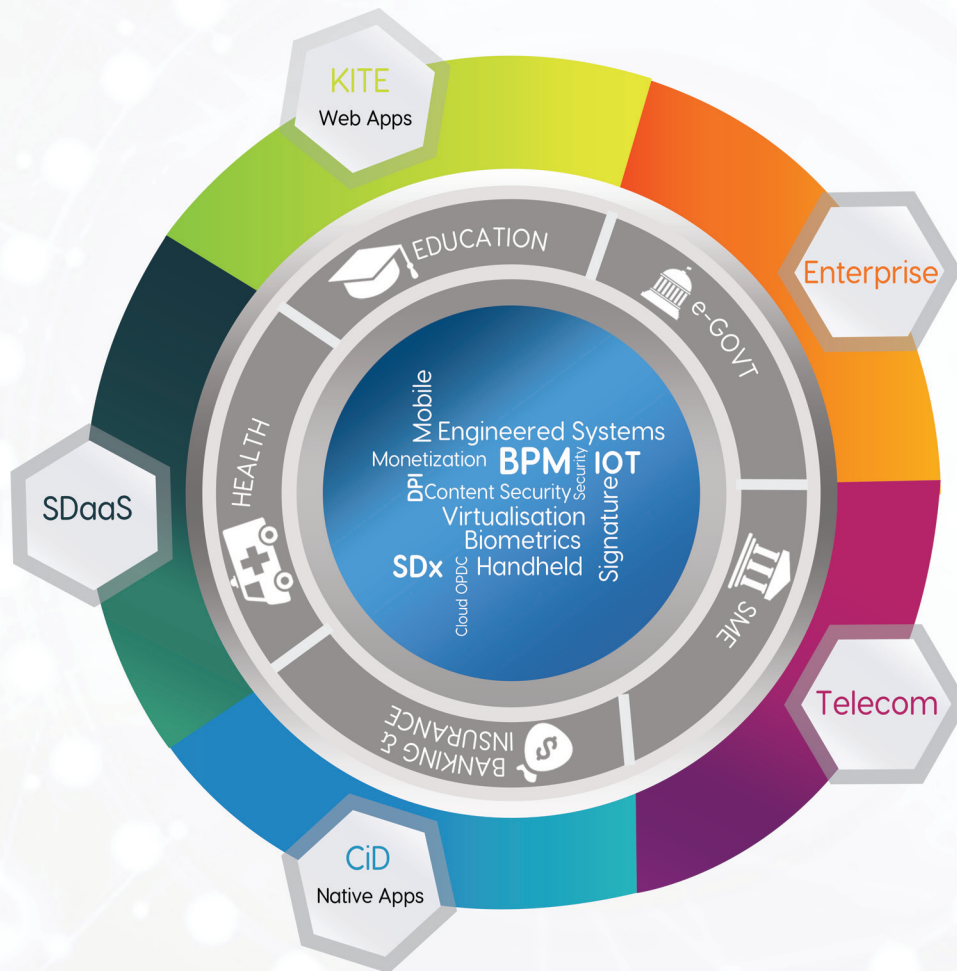 KITE
Web Apps
Enterprise
Telecom
CiD
Native Apps
SDaaS
EDUCATION
e-GOVT
SME
BANKING &
INSURANCE
HEALTH
Mobile
Engineered Systems
Monetization
BPM
Security
IOT
DPI
Content Security
Signature
Virtualisation
Biometrics
SDx
Handheld
Cloud OPDC